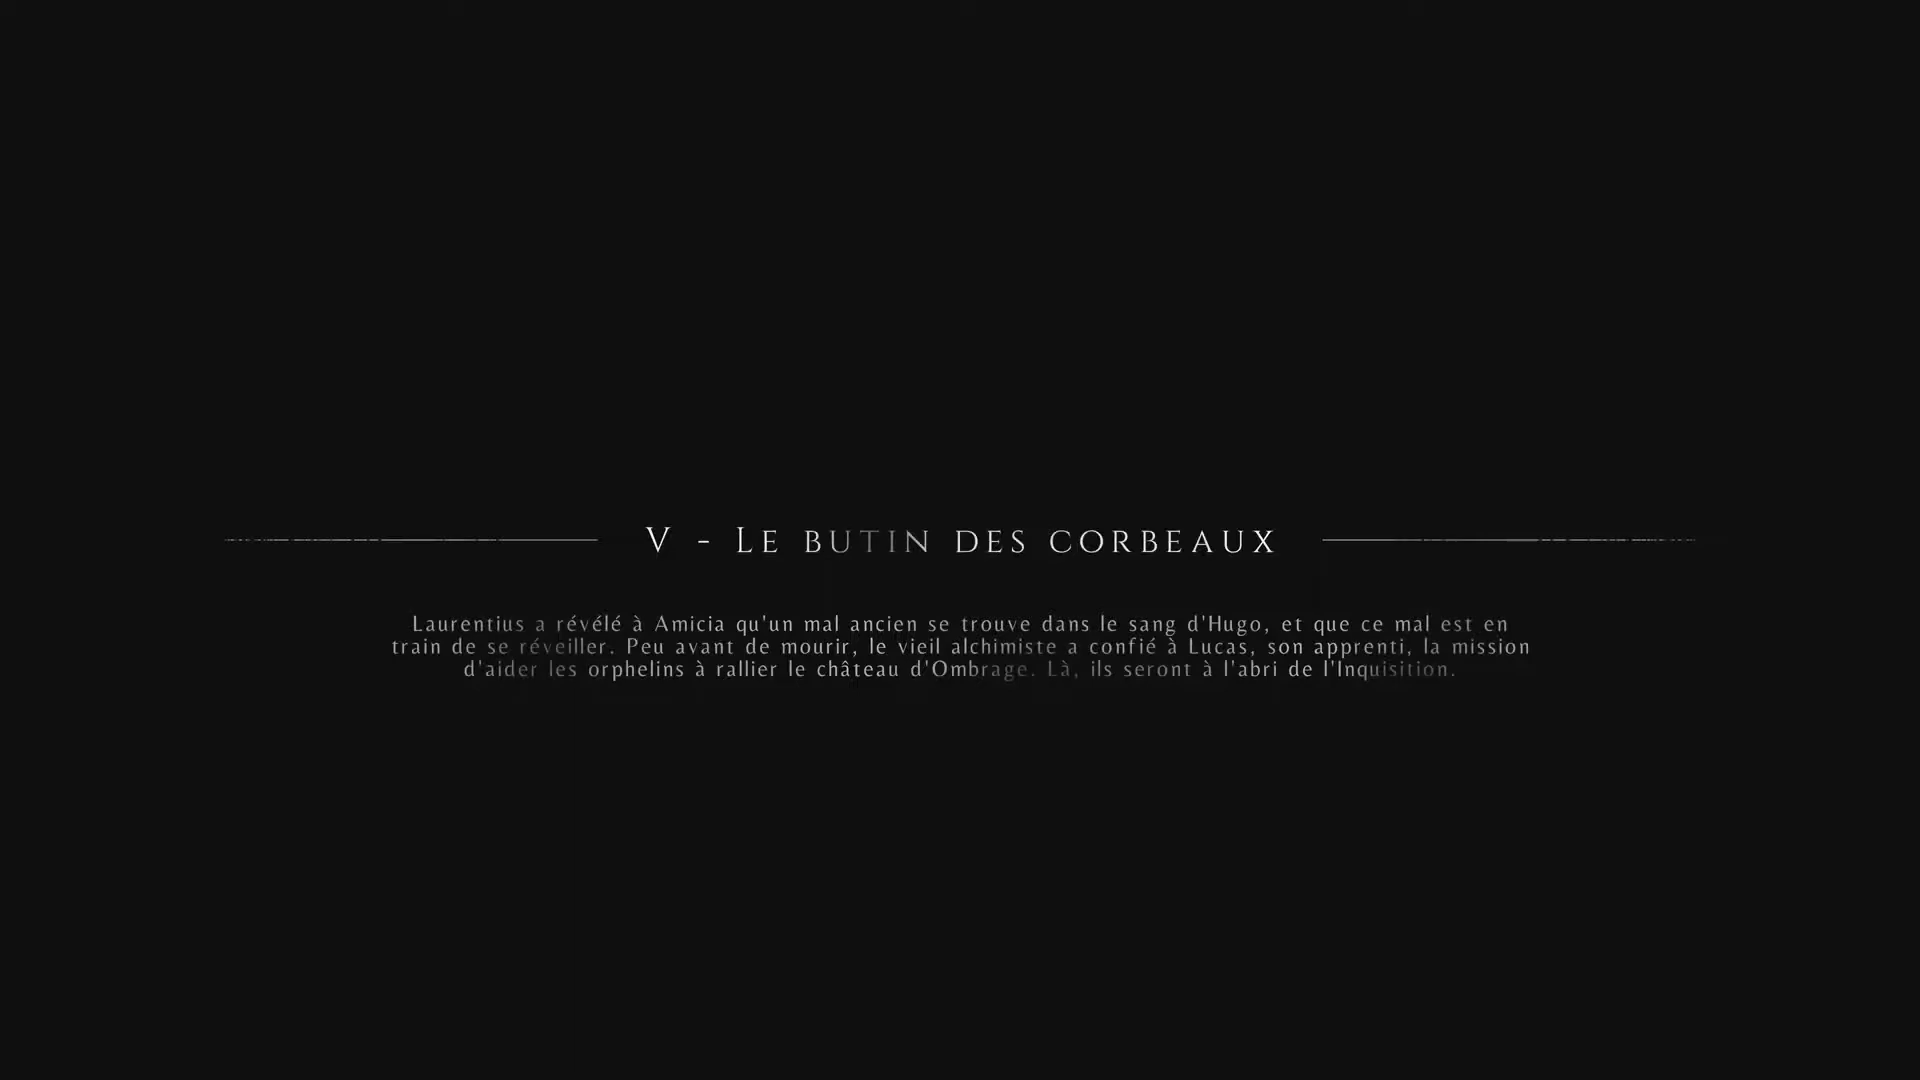 V - Le butin des corbeaux
Laurentius a révélé à Amicia qu'un mal ancien se trouve dans le sang d'Hugo, et que ce mal est en
train de se réveiller. Peu avant de mourir, le vieil alchimiste a confié à Lucas, son apprenti, la mission
d'aider les orphelins à rallier le château d'Ombrage. Là, ils seront à l'abri de l'Inquisition.